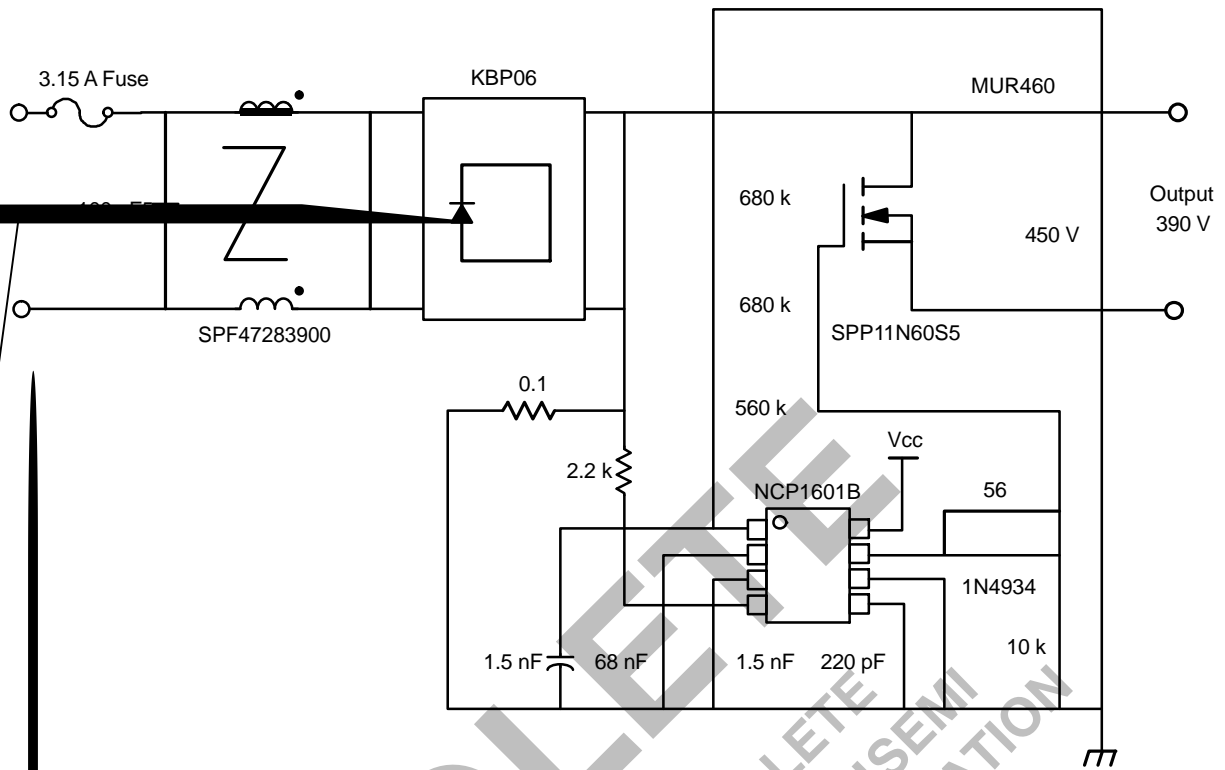 3.15 A Fuse
KBP06
MUR460
680 k
450 V
Output
390 V
680 k
SPF47283900
SPP11N60S5
0.1
560 k
Vcc
2.2 k
NCP1601B
56
1N4934
1.5 nF
68 nF
1.5 nF
220 pF
10 k